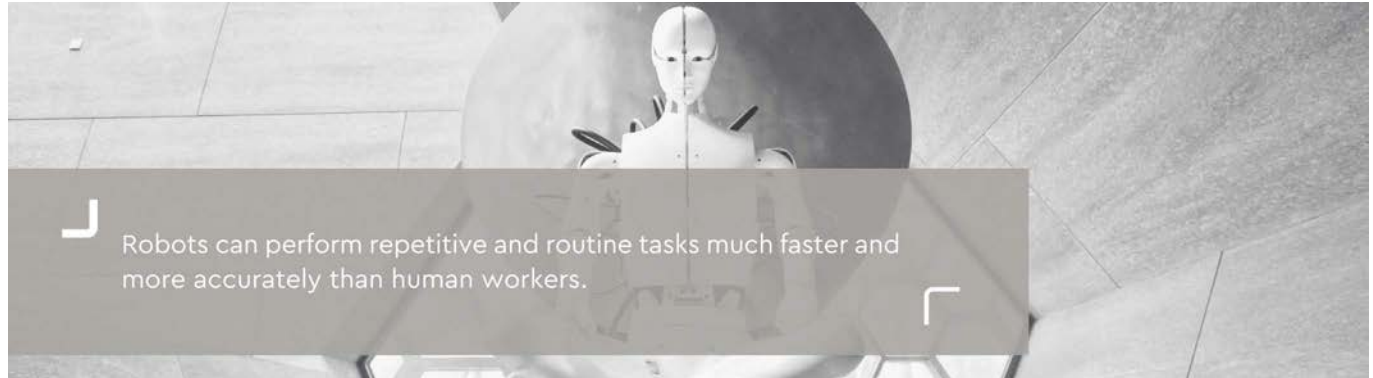 Robots can perform repetitive and routine tasks much faster and
more accurately than human workers.